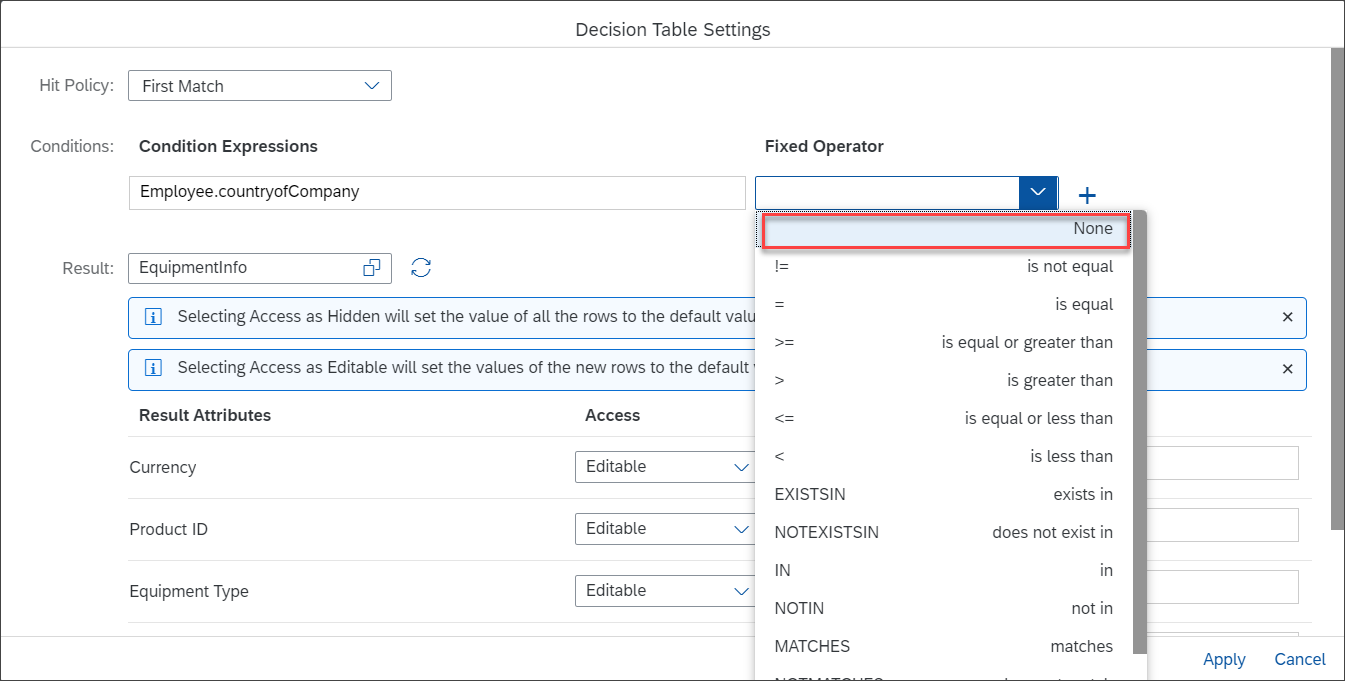 Decision Table Settings
Hit Policy: First Match
Conditions: Condition Expressions Fixed Operator
Employee.countryofCompany
None
!= is not equal
Result: EquipmentInfo
= is equal
Selecting Access as Hidden will set the value of all the rows to the default
>= is equal or greater than
Selecting Access as Editable will set the values of the new rows to the default
> is greater than
Result Attributes Access
<= is equal or less than
Currency Editable
< is less than
EXISTSIN exists in
Product ID Editable
NOTEXISTSIN does not exist in
IN in
Equipment Type Editable
NOTIN not in
MATCHES matches
Apply Cancel